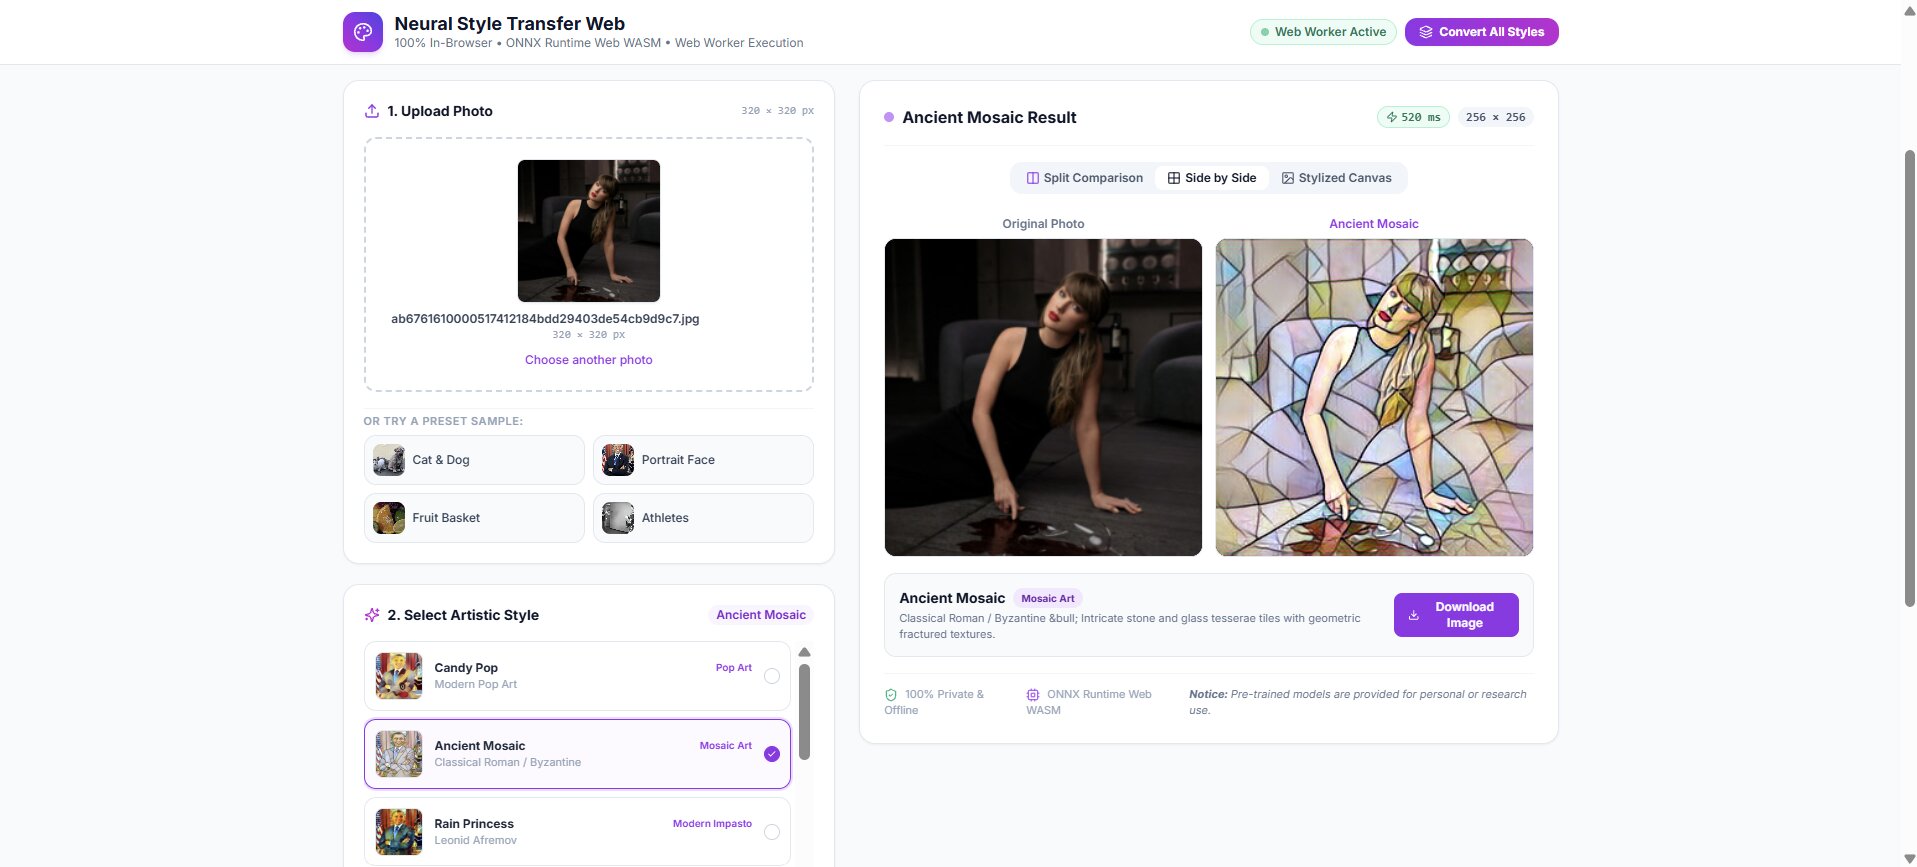 Neural Style Transfer Web
100% In-Browser • ONNX Runtime Web WASM • Web Worker Execution
Web Worker Active
Convert All Styles
1. Upload Photo
320 × 320 px
ab6761610000517412184bdd29403de54cb9d9c7.jpg
320 × 320 px
Choose another photo
OR TRY A PRESET SAMPLE:
Cat & Dog
Portrait Face
Fruit Basket
Athletes
2. Select Artistic Style
Ancient Mosaic
Candy Pop
Pop Art
Modern Pop Art
Ancient Mosaic
Mosaic Art
Classical Roman / Byzantine
Rain Princess
Modern Impasto
Leonid Afremov
Ancient Mosaic Result
520 ms
256 × 256
Split Comparison
Side by Side
Stylized Canvas
Original Photo
Ancient Mosaic
Ancient Mosaic
Mosaic Art
Classical Roman / Byzantine &bull; Intricate stone and glass tesserae tiles with geometric
fractured textures.
Download
Image
100% Private &
Offline
ONNX Runtime Web
WASM
Notice: Pre-trained models are provided for personal or research
use.